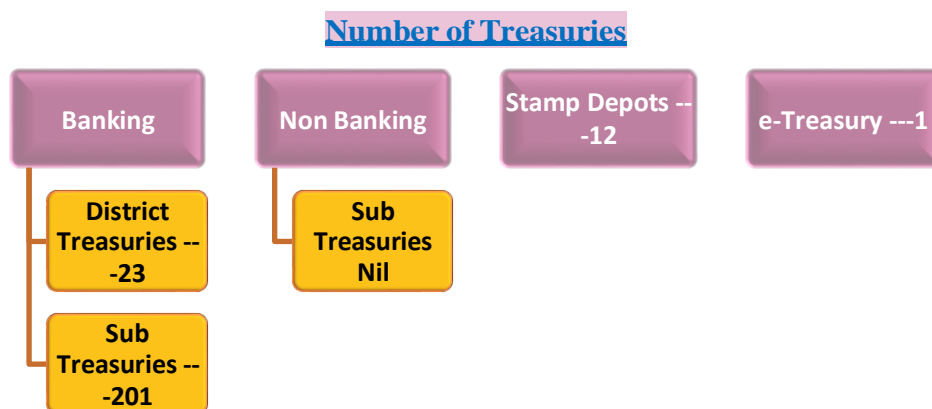 Number of Treasuries
Banking
Non Banking
Stamp Depots --
-12
e-Treasury ---1
District
Treasuries --
-23
Sub
Treasuries
Nil
Sub
Treasuries --
-201